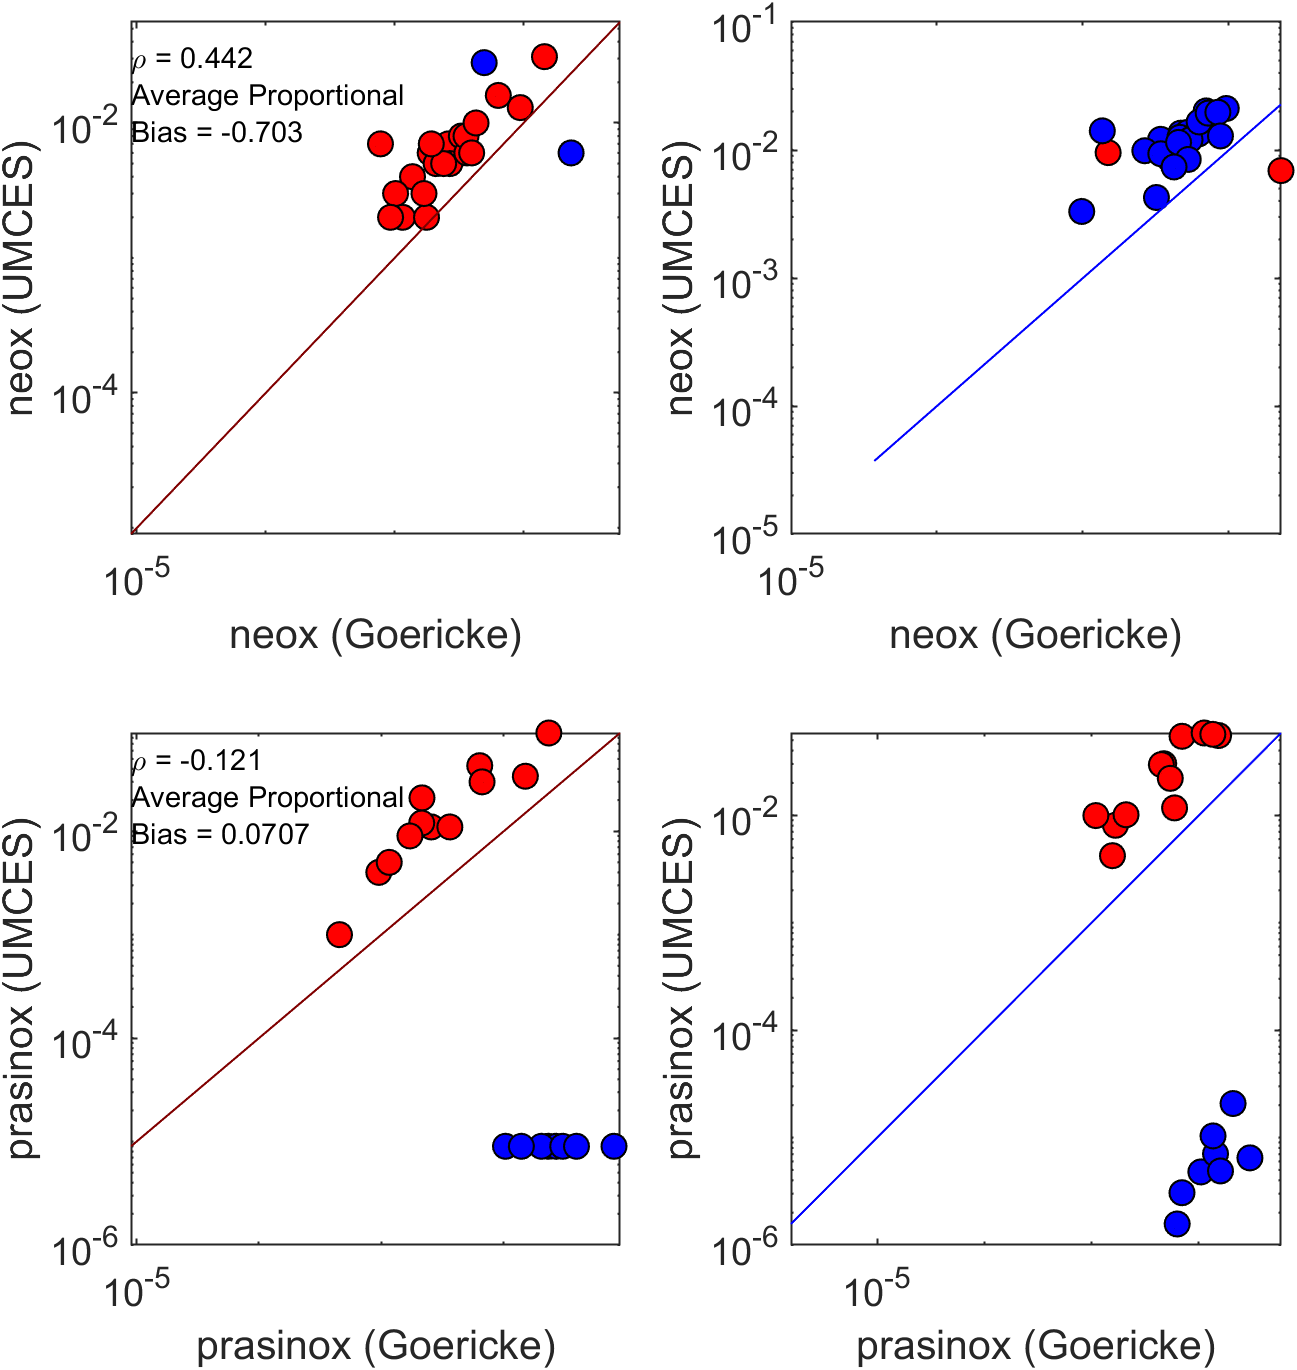 ρ = 0.442
Average Proportional
Bias = -0.703
10-2
10-4
10-5
neox (UMCES)
neox (Goericke)
10-1
10-2
10-3
10-4
10-5
10-5
neox (UMCES)
neox (Goericke)
ρ = -0.121
Average Proportional
Bias = 0.0707
10-2
10-4
10-6
10-5
prasinox (UMCES)
prasinox (Goericke)
10-2
10-4
10-6
10-5
prasinox (UMCES)
prasinox (Goericke)